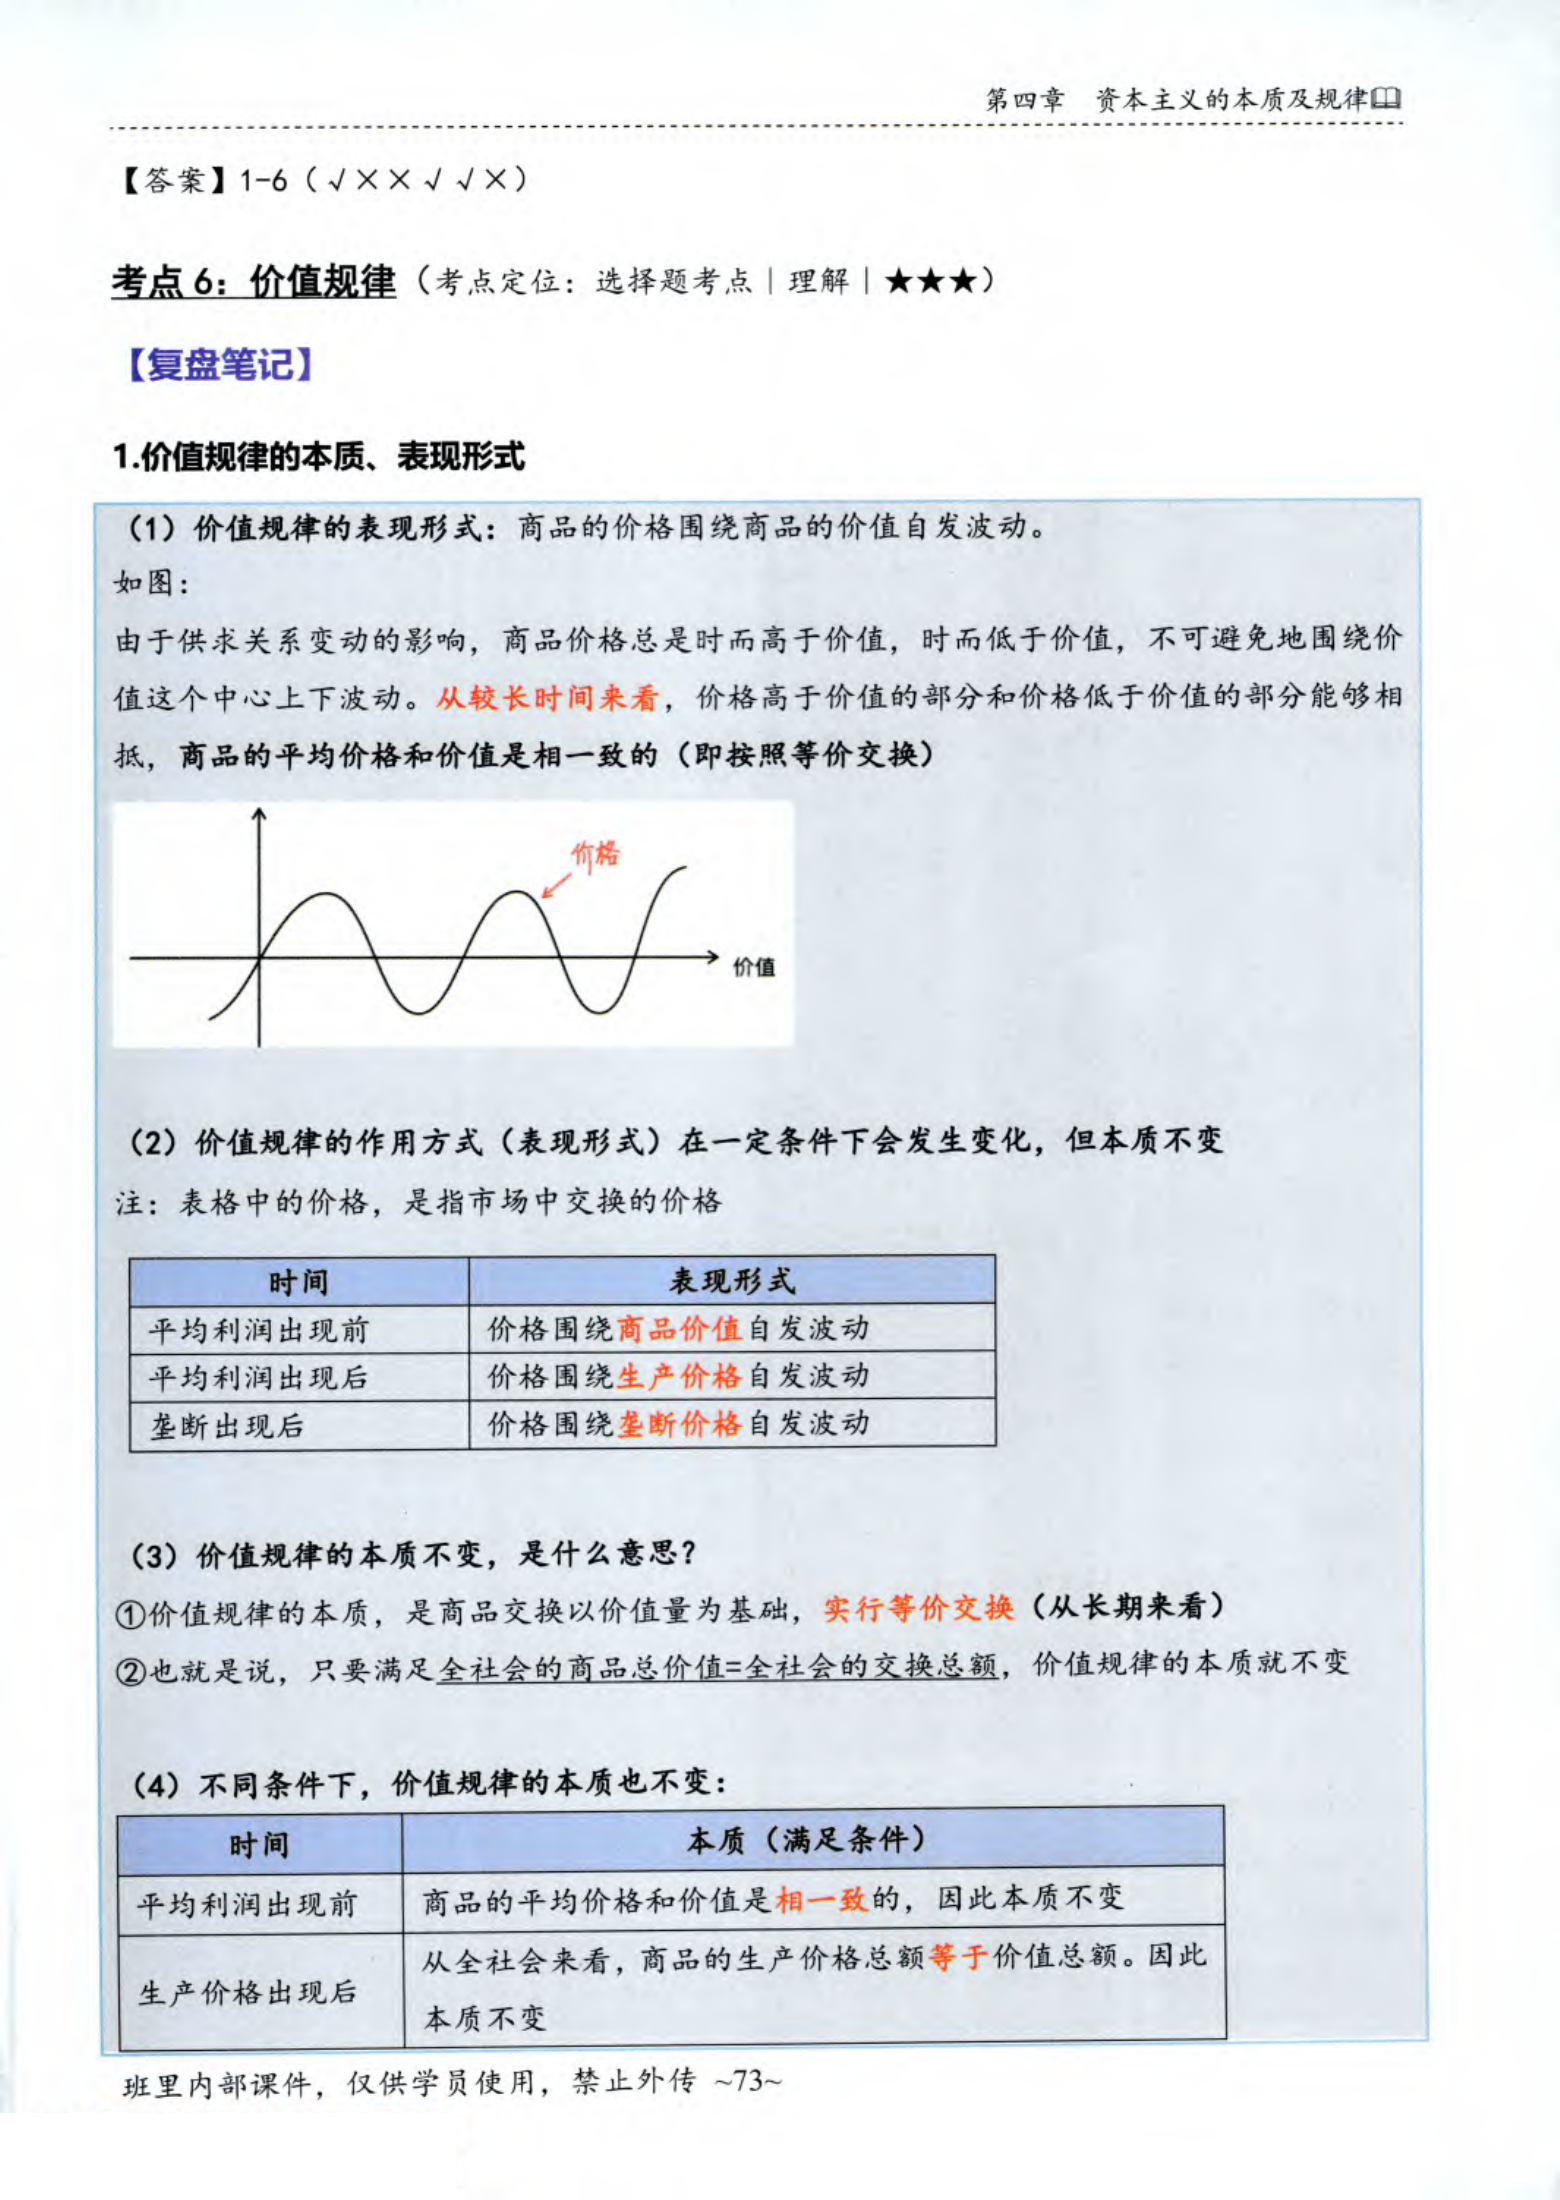 第四章　资本主义的本质及规律
【答案】1-6（√××√√×）
考点 6：价值规律（考点定位：选择题考点｜理解｜★★★）
【复盘笔记】
1.价值规律的本质、表现形式
（1）价值规律的表现形式：商品的价格围绕商品的价值自发波动。
如图：
由于供求关系变动的影响，商品价格总是时而高于价值，时而低于价值，不可避免地围绕价
值这个中心上下波动。从较长时间来看，价格高于价值的部分和价格低于价值的部分能够相
抵，商品的平均价格和价值是相一致的（即按照等价交换）
价格
价值
（2）价值规律的作用方式（表现形式）在一定条件下会发生变化，但本质不变
注：表格中的价格，是指市场中交换的价格
时间　表现形式
平均利润出现前　价格围绕商品价值自发波动
平均利润出现后　价格围绕生产价格自发波动
垄断出现后　价格围绕垄断价格自发波动
（3）价值规律的本质不变，是什么意思？
①价值规律的本质，是商品交换以价值量为基础，实行等价交换（从长期来看）
②也就是说，只要满足全社会的商品总价值=全社会的交换总额，价值规律的本质就不变
（4）不同条件下，价值规律的本质也不变：
时间　本质（满足条件）
平均利润出现前　商品的平均价格和价值是相一致的，因此本质不变
生产价格出现后　从全社会来看，商品的生产价格总额等于价值总额。因此
本质不变
班里内部课件，仅供学员使用，禁止外传 ~73~